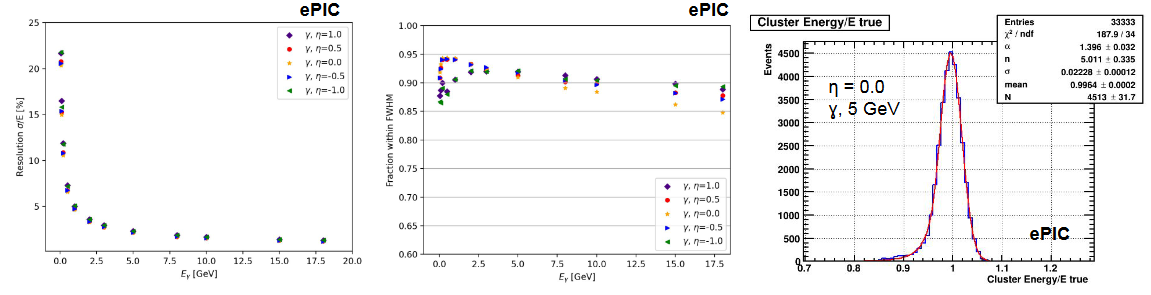 ePIC
25
20
15
10
5
0.0 2.5 5.0 7.5 10.0 12.5 15.0 17.5 20.0
Resolution σ/E [%]
Eγ [GeV]
γ, η=1.0
γ, η=0.5
γ, η=0.0
γ, η=-0.5
γ, η=-1.0
ePIC
1.00
0.95
0.90
0.85
0.80
0.75
0.70
0.65
0.60
0.0 2.5 5.0 7.5 10.0 12.5 15.0 17.5
Fraction within FWHM
Eγ [GeV]
γ, η=1.0
γ, η=0.5
γ, η=0.0
γ, η=-0.5
γ, η=-1.0
Cluster Energy/E true
Entries 33333
χ² / ndf 187.9 / 34
α 1.396 ± 0.032
n 5.011 ± 0.335
σ 0.02228 ± 0.00012
mean 0.9964 ± 0.0002
N 4513 ± 31.7
Events
4500
4000
3500
3000
2500
2000
1500
1000
500
0
η = 0.0
γ, 5 GeV
ePIC
0.7 0.8 0.9 1 1.1 1.2
Cluster Energy/E true